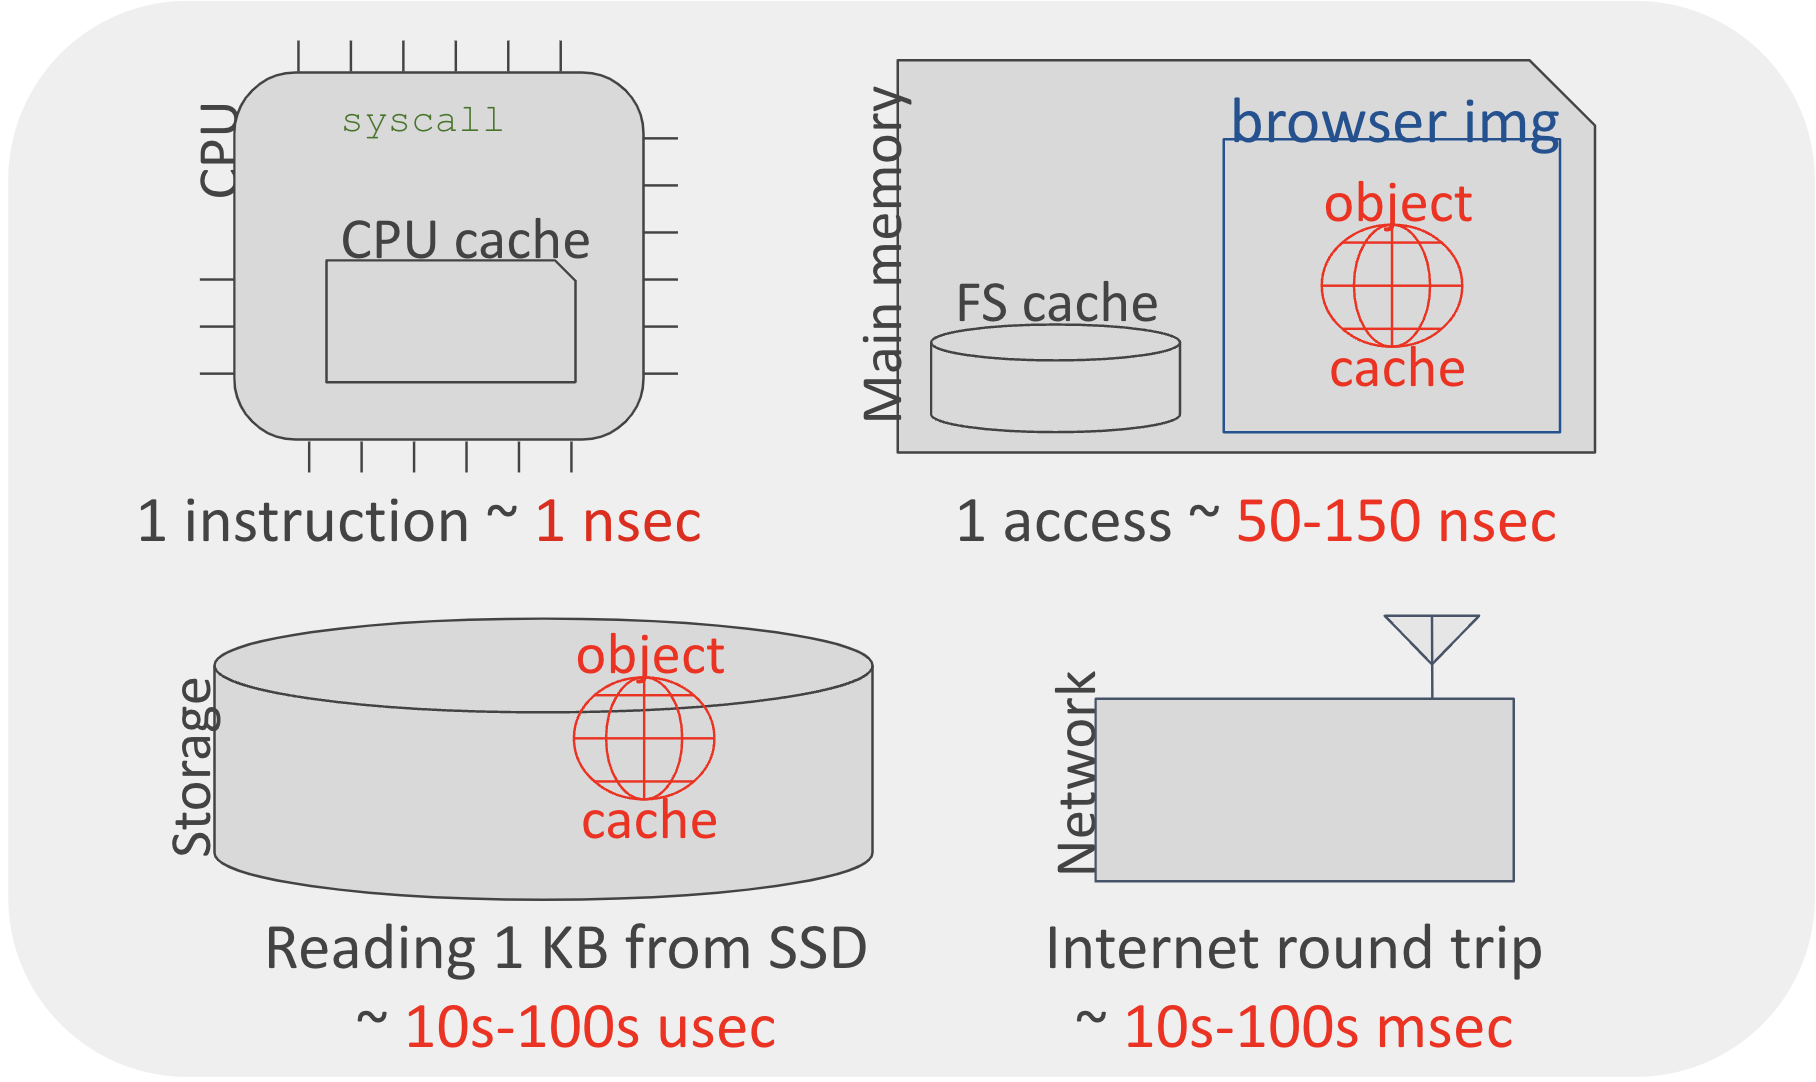 CPU
syscall
CPU cache
1 instruction ~ 1 nsec
Main memory
browser img
object
cache
FS cache
1 access ~ 50-150 nsec
Storage
object
cache
Reading 1 KB from SSD
~ 10s-100s usec
Network
Internet round trip
~ 10s-100s msec